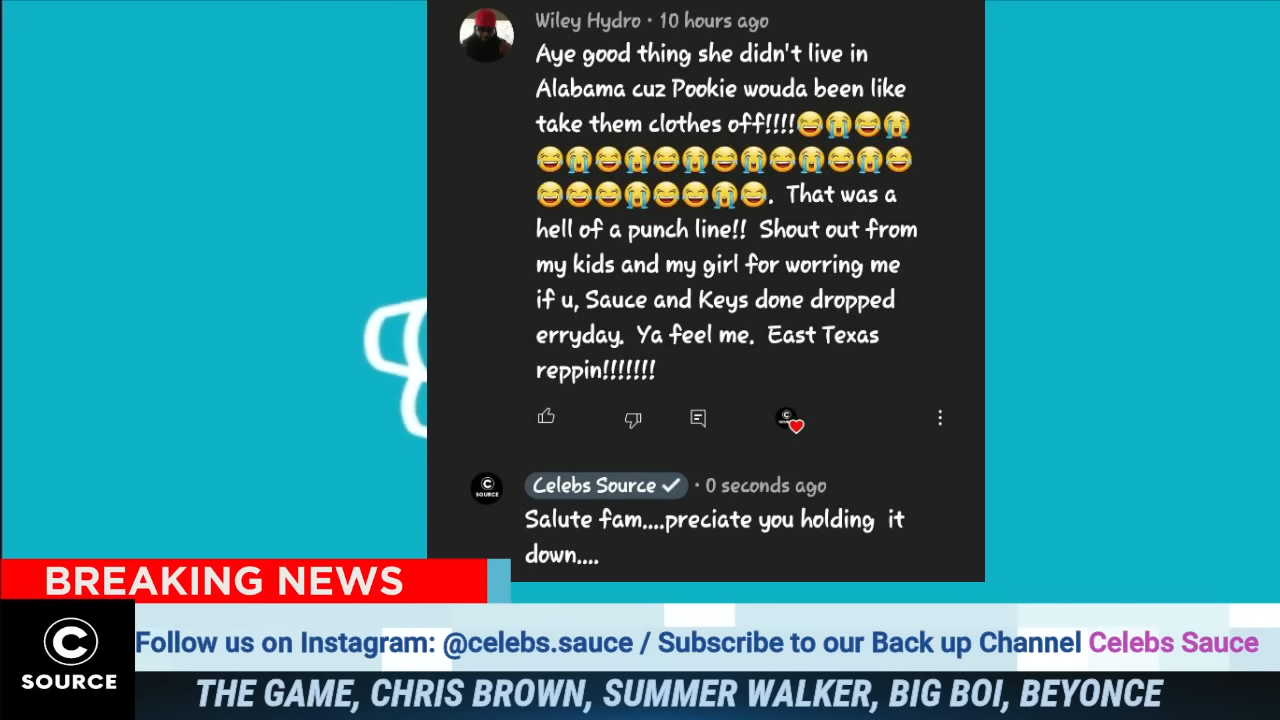 Wiley Hydro • 10 hours ago
Aye good thing she didn't live in
Alabama cuz Pookie wouda been like
take them clothes off!!!!😂😭😂😭
😂😭😂😭😂😭😂😭😂😭😂😭😂
😂😂😂😭😂😂😭😂. That was a
hell of a punch line!! Shout out from
my kids and my girl for worring me
if u, Sauce and Keys done dropped
erryday. Ya feel me. East Texas
reppin!!!!!!!
Celebs Source ✓ • 0 seconds ago
Salute fam....preciate you holding it
down....
BREAKING NEWS
C
SOURCE
Follow us on Instagram: @celebs.sauce / Subscribe to our Back up Channel Celebs Sauce
THE GAME, CHRIS BROWN, SUMMER WALKER, BIG BOI, BEYONCE